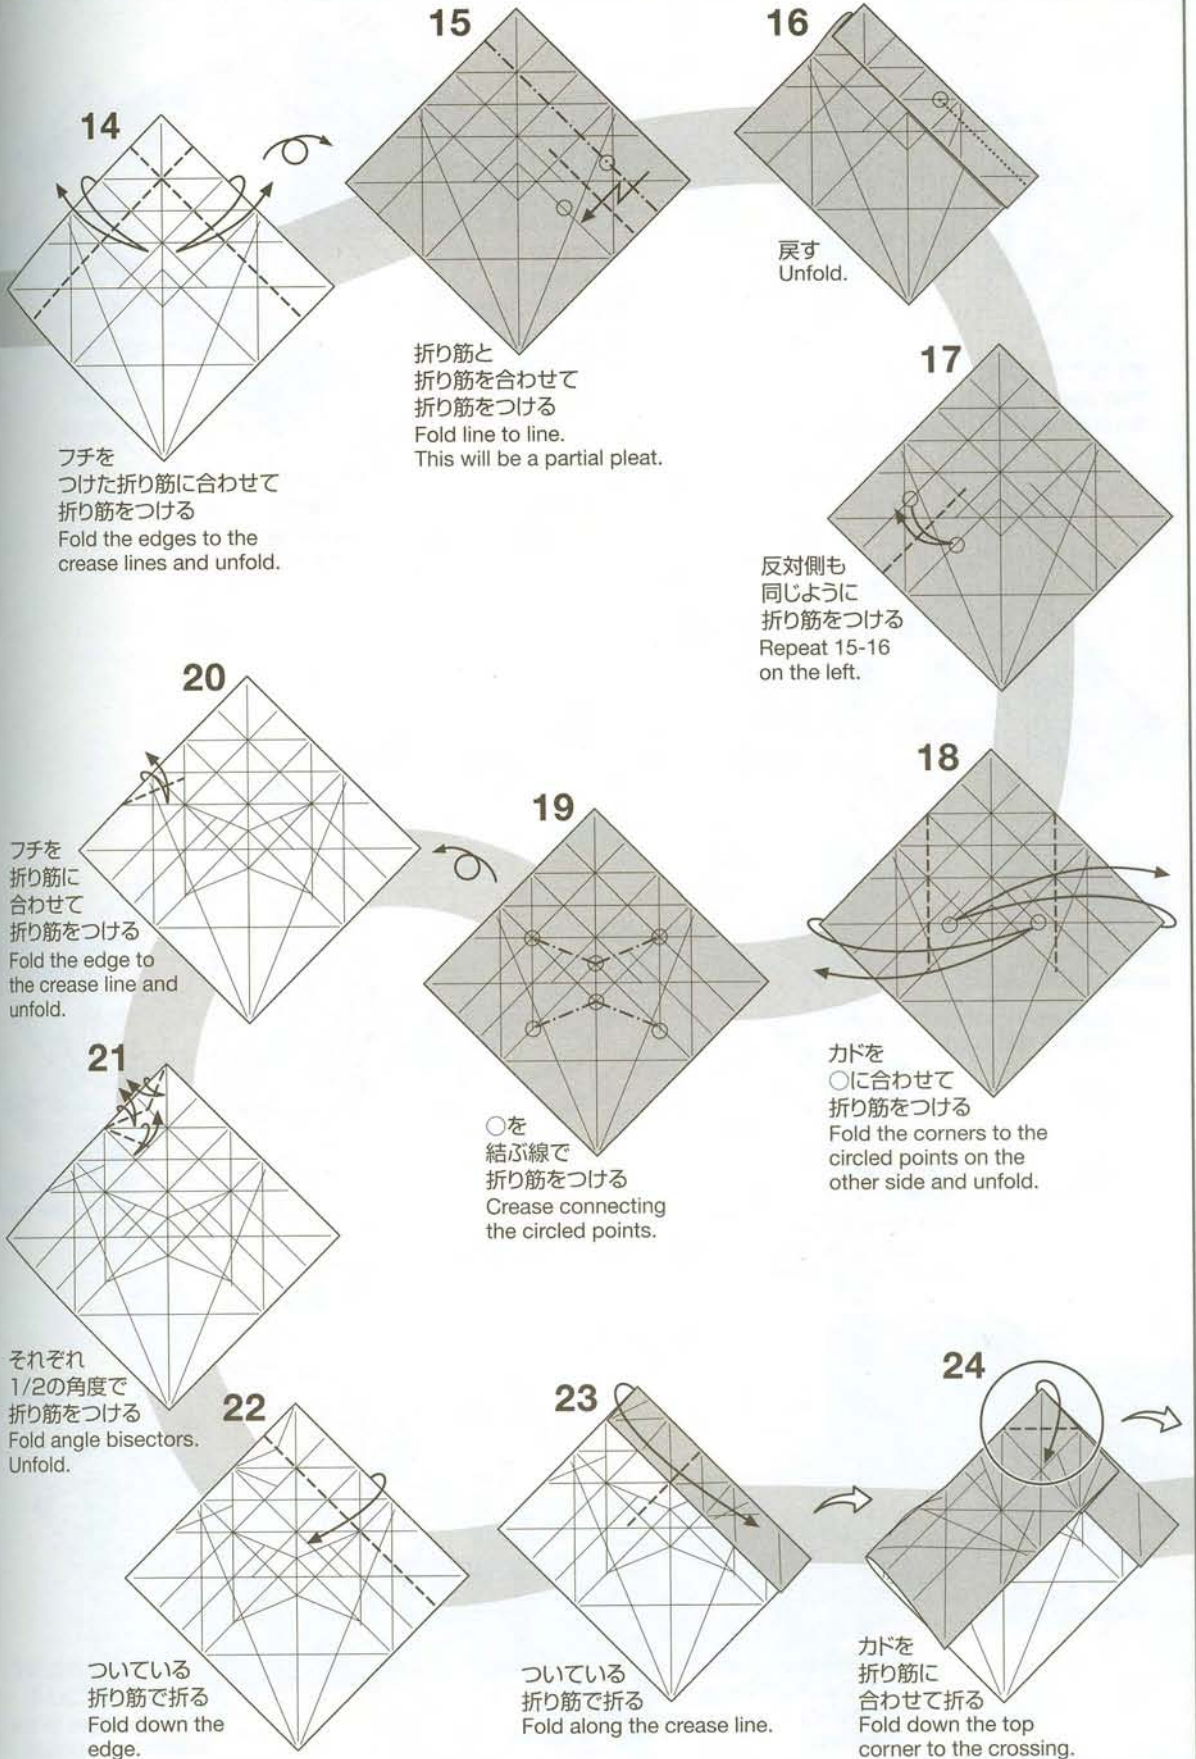 14
フチを
つけた折り筋に合わせて
折り筋をつける
Fold the edges to the
crease lines and unfold.
15
折り筋と
折り筋を合わせて
折り筋をつける
Fold line to line.
This will be a partial pleat.
16
戻す
Unfold.
17
反対側も
同じように
折り筋をつける
Repeat 15-16
on the left.
18
カドを
○に合わせて
折り筋をつける
Fold the corners to the
circled points on the
other side and unfold.
19
○を
結ぶ線で
折り筋をつける
Crease connecting
the circled points.
20
フチを
折り筋に
合わせて
折り筋をつける
Fold the edge to
the crease line and
unfold.
21
それぞれ
1/2の角度で
折り筋をつける
Fold angle bisectors.
Unfold.
22
ついている
折り筋で折る
Fold down the
edge.
23
ついている
折り筋で折る
Fold along the crease line.
24
カドを
折り筋に
合わせて折る
Fold down the top
corner to the crossing.